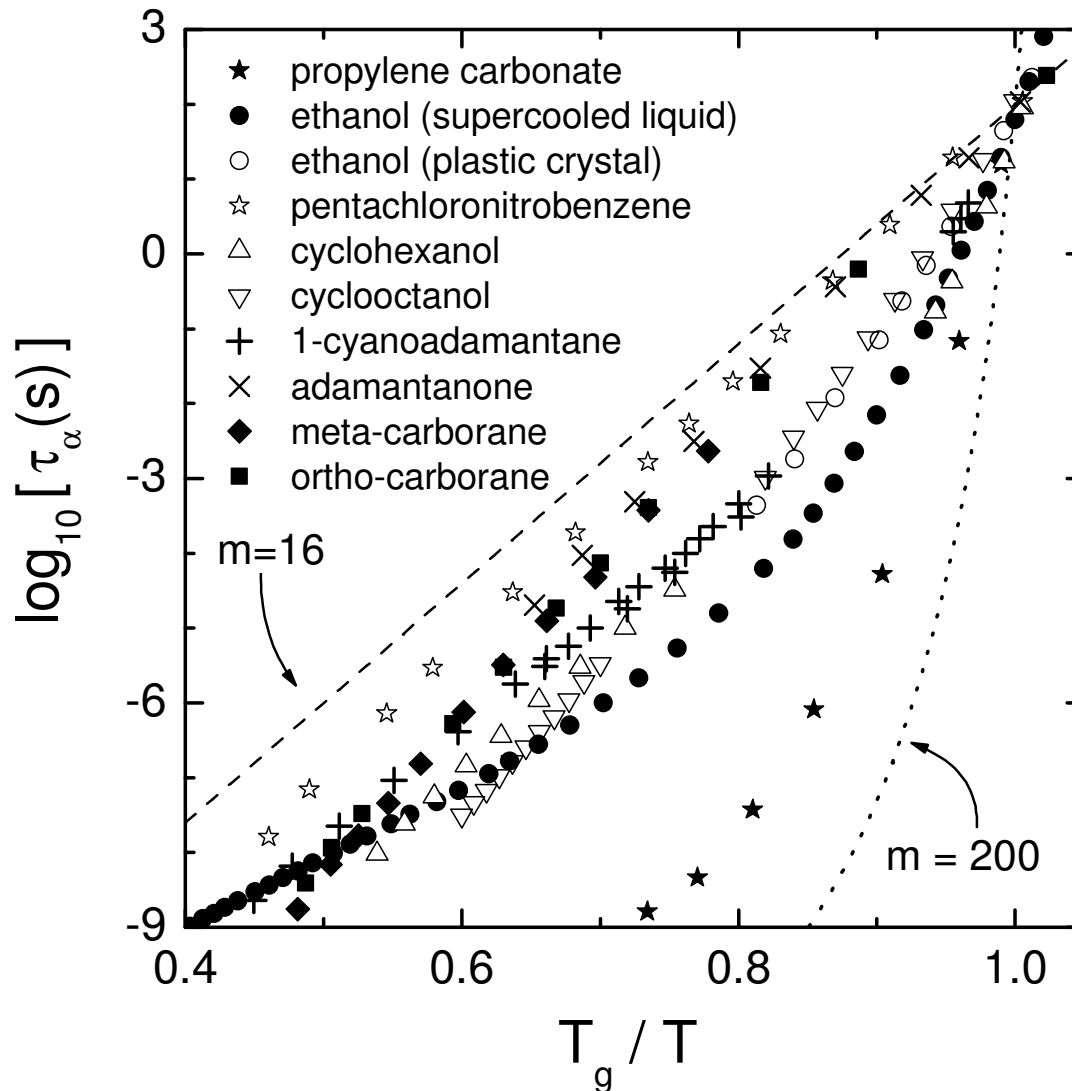 3
propylene carbonate
ethanol (supercooled liquid)
ethanol (plastic crystal)
pentachloronitrobenzene
cyclohexanol
cyclooctanol
1-cyanoadamantane
adamantanone
meta-carborane
ortho-carborane
0
-3
-6
-9
log10 [ τα(s) ]
m=16
m = 200
0.4 0.6 0.8 1.0
Tg / T